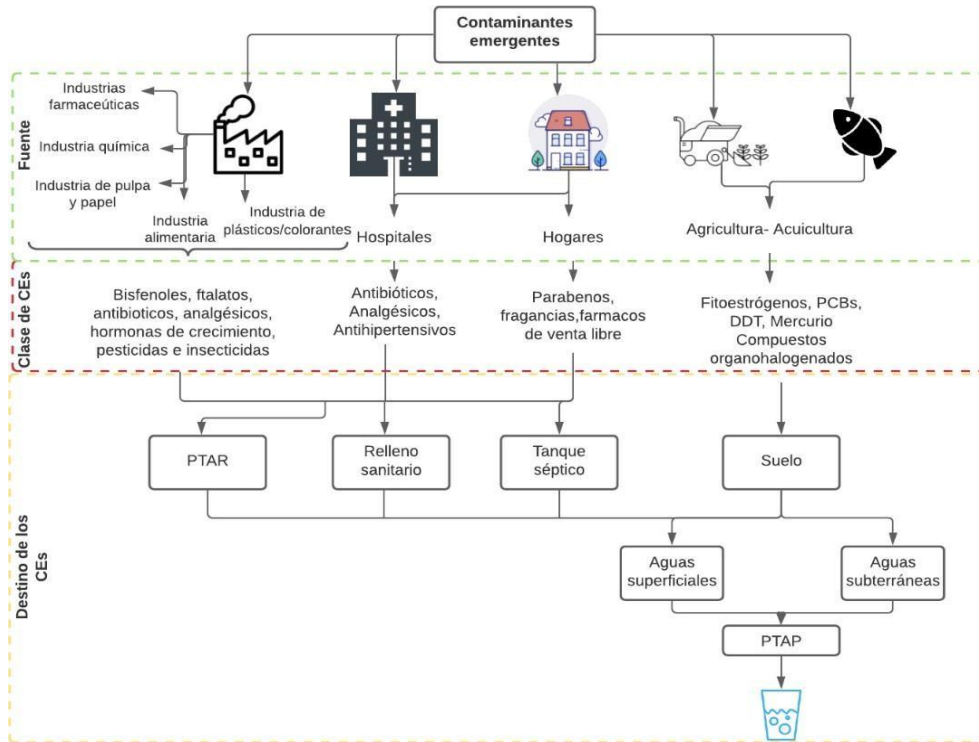 Contaminantes
emergentes
Fuente
Industrias
farmaceúticas
Industria química
Industria de pulpa
y papel
Industria
alimentaria
Industria de
plásticos/colorantes
Hospitales
Hogares
Agricultura- Acuicultura
Clase de CEs
Bisfenoles, ftalatos,
antibioticos, analgésicos,
hormonas de crecimiento,
pesticidas e insecticidas
Antibióticos,
Analgésicos,
Antihipertensivos
Parabenos,
fragancias,farmacos
de venta libre
Fitoestrógenos, PCBs,
DDT, Mercurio
Compuestos
organohalogenados
Destino de los
CEs
PTAR
Relleno
sanitario
Tanque
séptico
Suelo
Aguas
superficiales
Aguas
subterráneas
PTAP